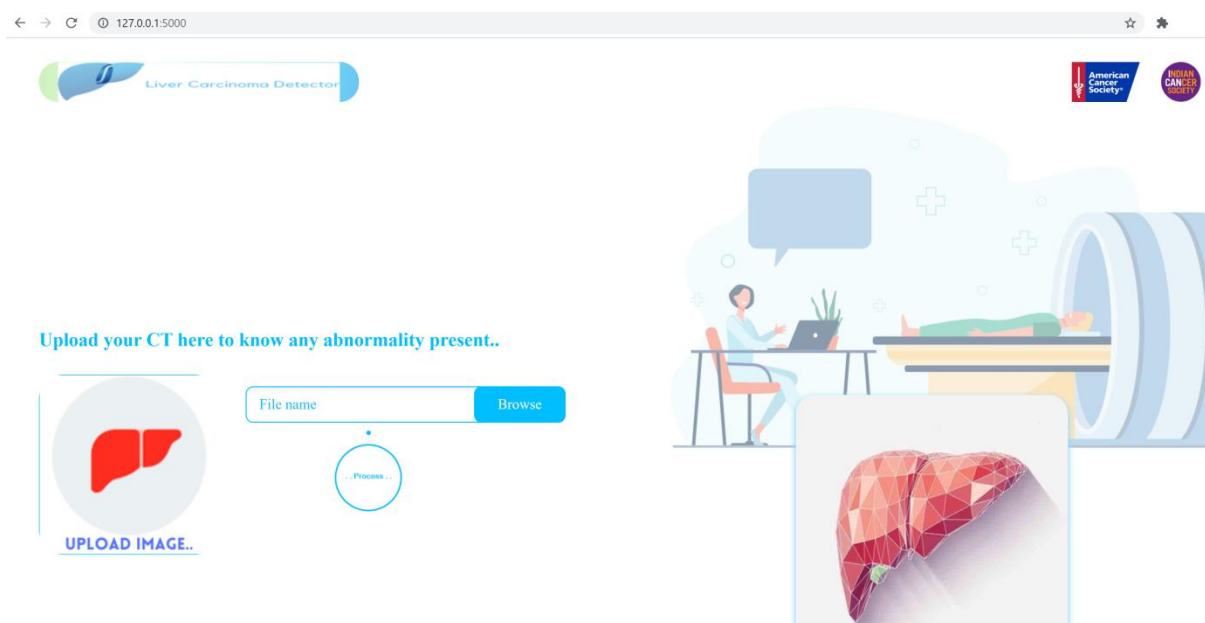 127.0.0.1:5000
Liver Carcinoma Detector
American
Cancer
Society®
INDIAN
CANCER
SOCIETY
Upload your CT here to know any abnormality present..
File name
Browse
. . Process . .
UPLOAD IMAGE..